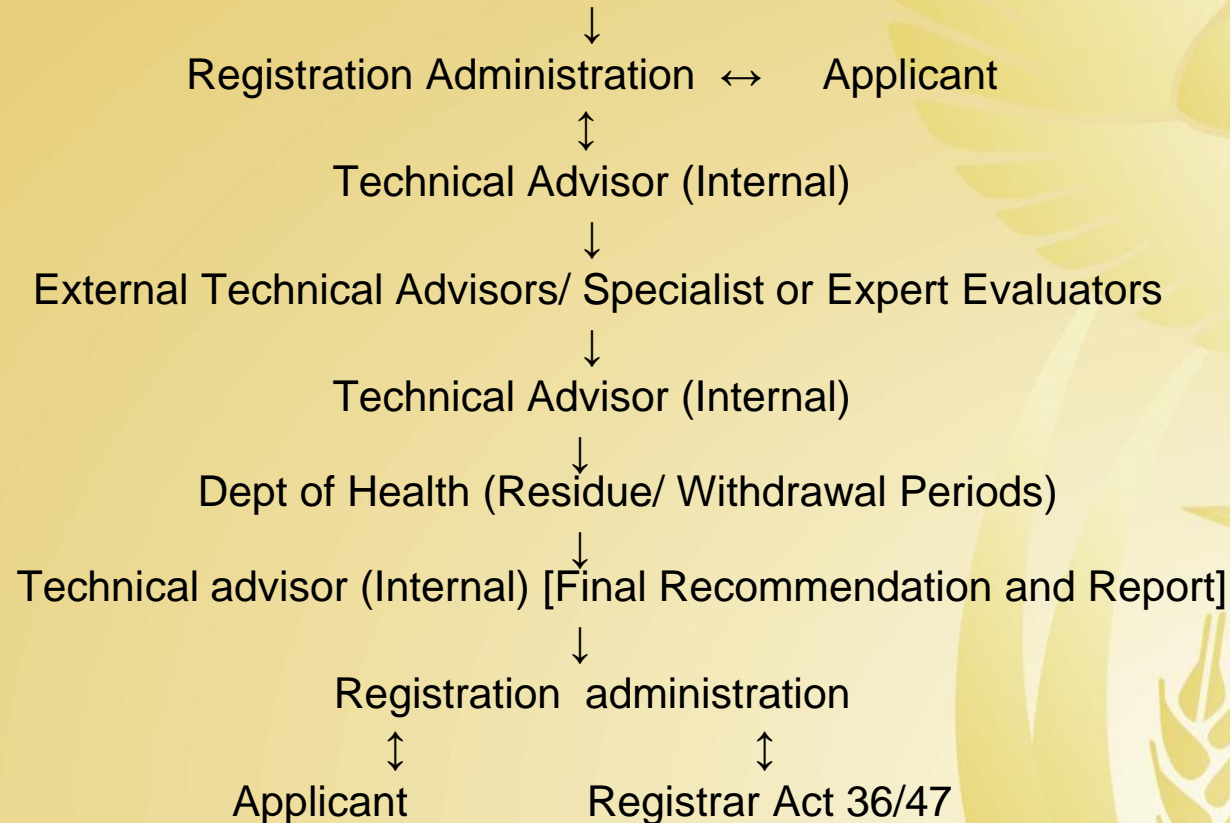 ↓
Registration Administration ↔ Applicant
↕
Technical Advisor (Internal)
↓
External Technical Advisors/ Specialist or Expert Evaluators
↓
Technical Advisor (Internal)
↓
Dept of Health (Residue/ Withdrawal Periods)
↓
Technical advisor (Internal) [Final Recommendation and Report]
↓
Registration administration
↕ ↕
Applicant Registrar Act 36/47